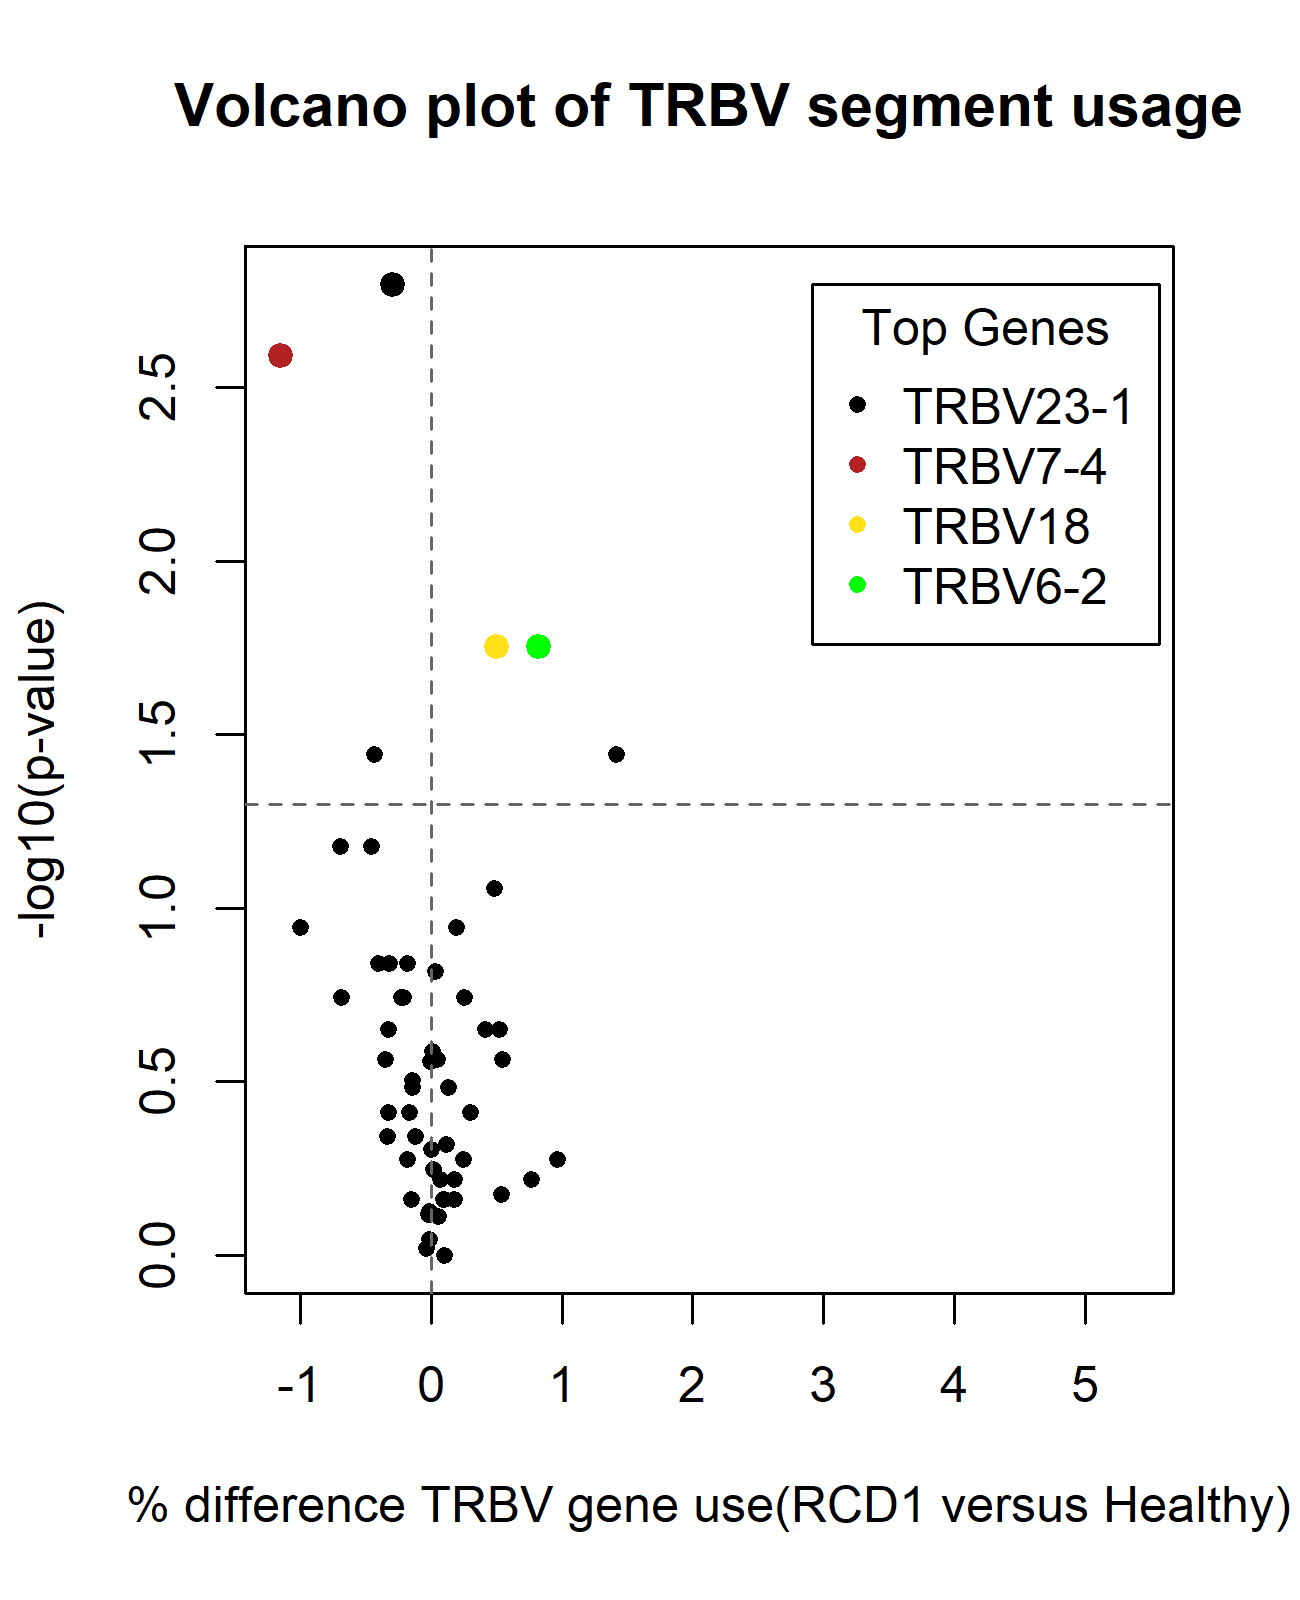 Volcano plot of TRBV segment usage
Top Genes
TRBV23-1
TRBV7-4
TRBV18
TRBV6-2
-log10(p-value)
2.5
2.0
1.5
1.0
0.5
0.0
-1 0 1 2 3 4 5
% difference TRBV gene use(RCD1 versus Healthy)